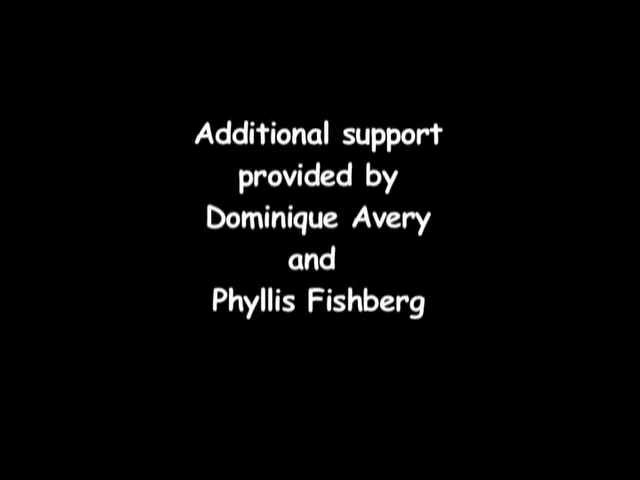 Additional support
provided by
Dominique Avery
and
Phyllis Fishberg